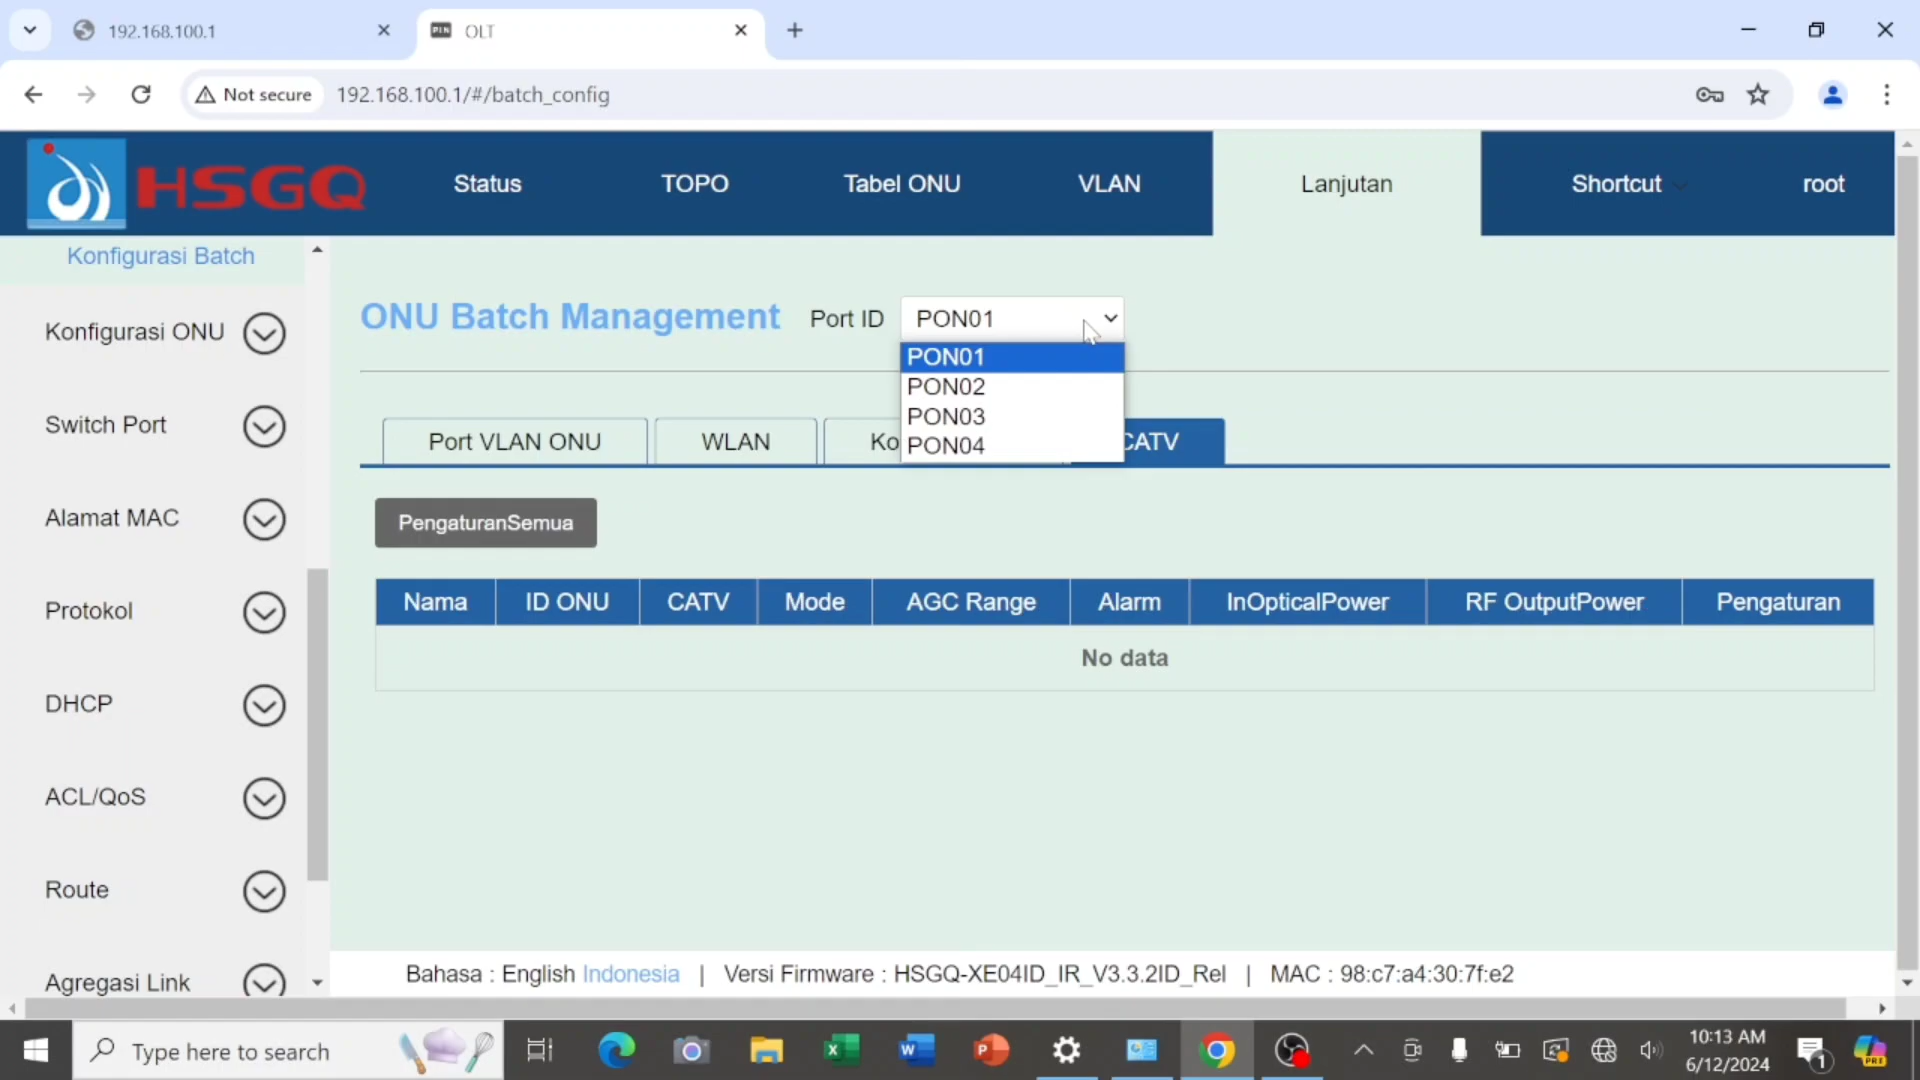 192.168.100.1
PIN OLT
Not secure 192.168.100.1/#/batch_config
HSGQ Status TOPO Tabel ONU VLAN Lanjutan Shortcut root
Konfigurasi Batch
Konfigurasi ONU
Switch Port
Alamat MAC
Protokol
DHCP
ACL/QoS
Route
Agregasi Link
ONU Batch Management Port ID PON01
PON01
PON02
PON03
PON04
Port VLAN ONU WLAN Ko CATV
PengaturanSemua
Nama ID ONU CATV Mode AGC Range Alarm InOpticalPower RF OutputPower Pengaturan
No data
Bahasa : English Indonesia | Versi Firmware : HSGQ-XE04ID_IR_V3.3.2ID_Rel | MAC : 98:c7:a4:30:7f:e2
Type here to search
10:13 AM
6/12/2024
1
PRE